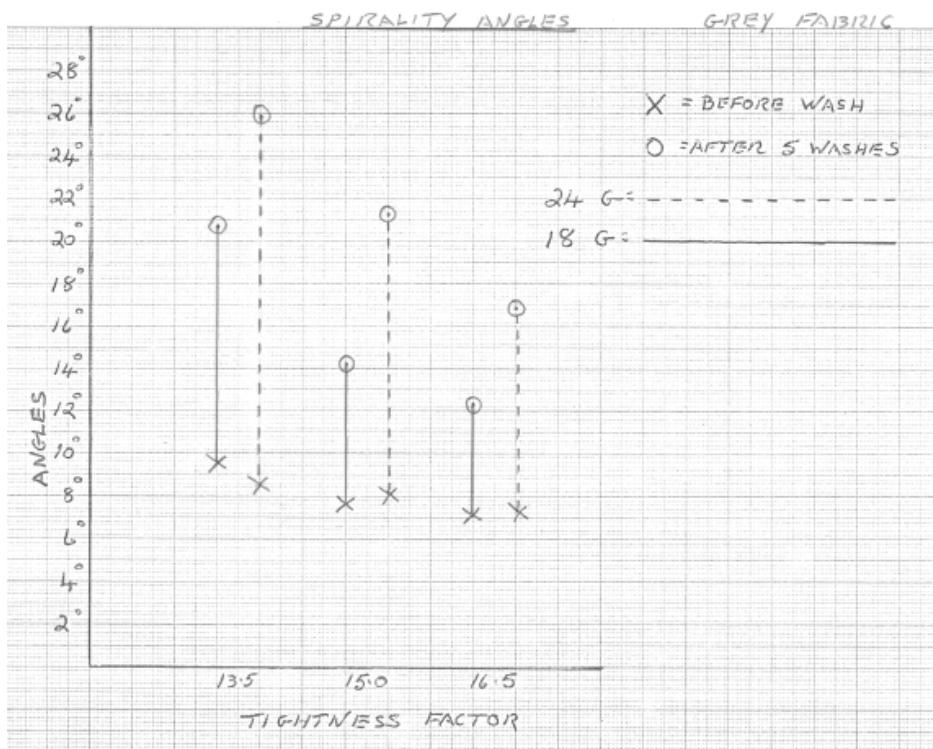 SPIRALITY ANGLES
GREY FABRIC
X = BEFORE WASH
O = AFTER 5 WASHES
24 G =
18 G =
28°
26°
24°
22°
20°
18°
16°
14°
12°
10°
8°
6°
4°
2°
ANGLES
13.5 15.0 16.5
TIGHTNESS FACTOR